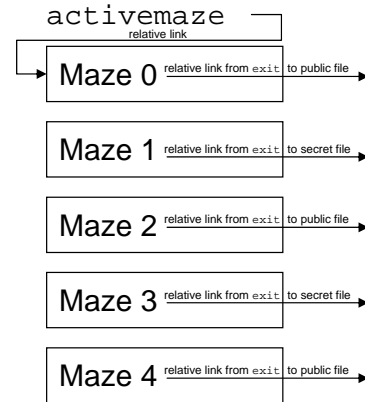 activemaze
relative link
Maze 0 relative link from exit to public file
Maze 1 relative link from exit to secret file
Maze 2 relative link from exit to public file
Maze 3 relative link from exit to secret file
Maze 4 relative link from exit to public file